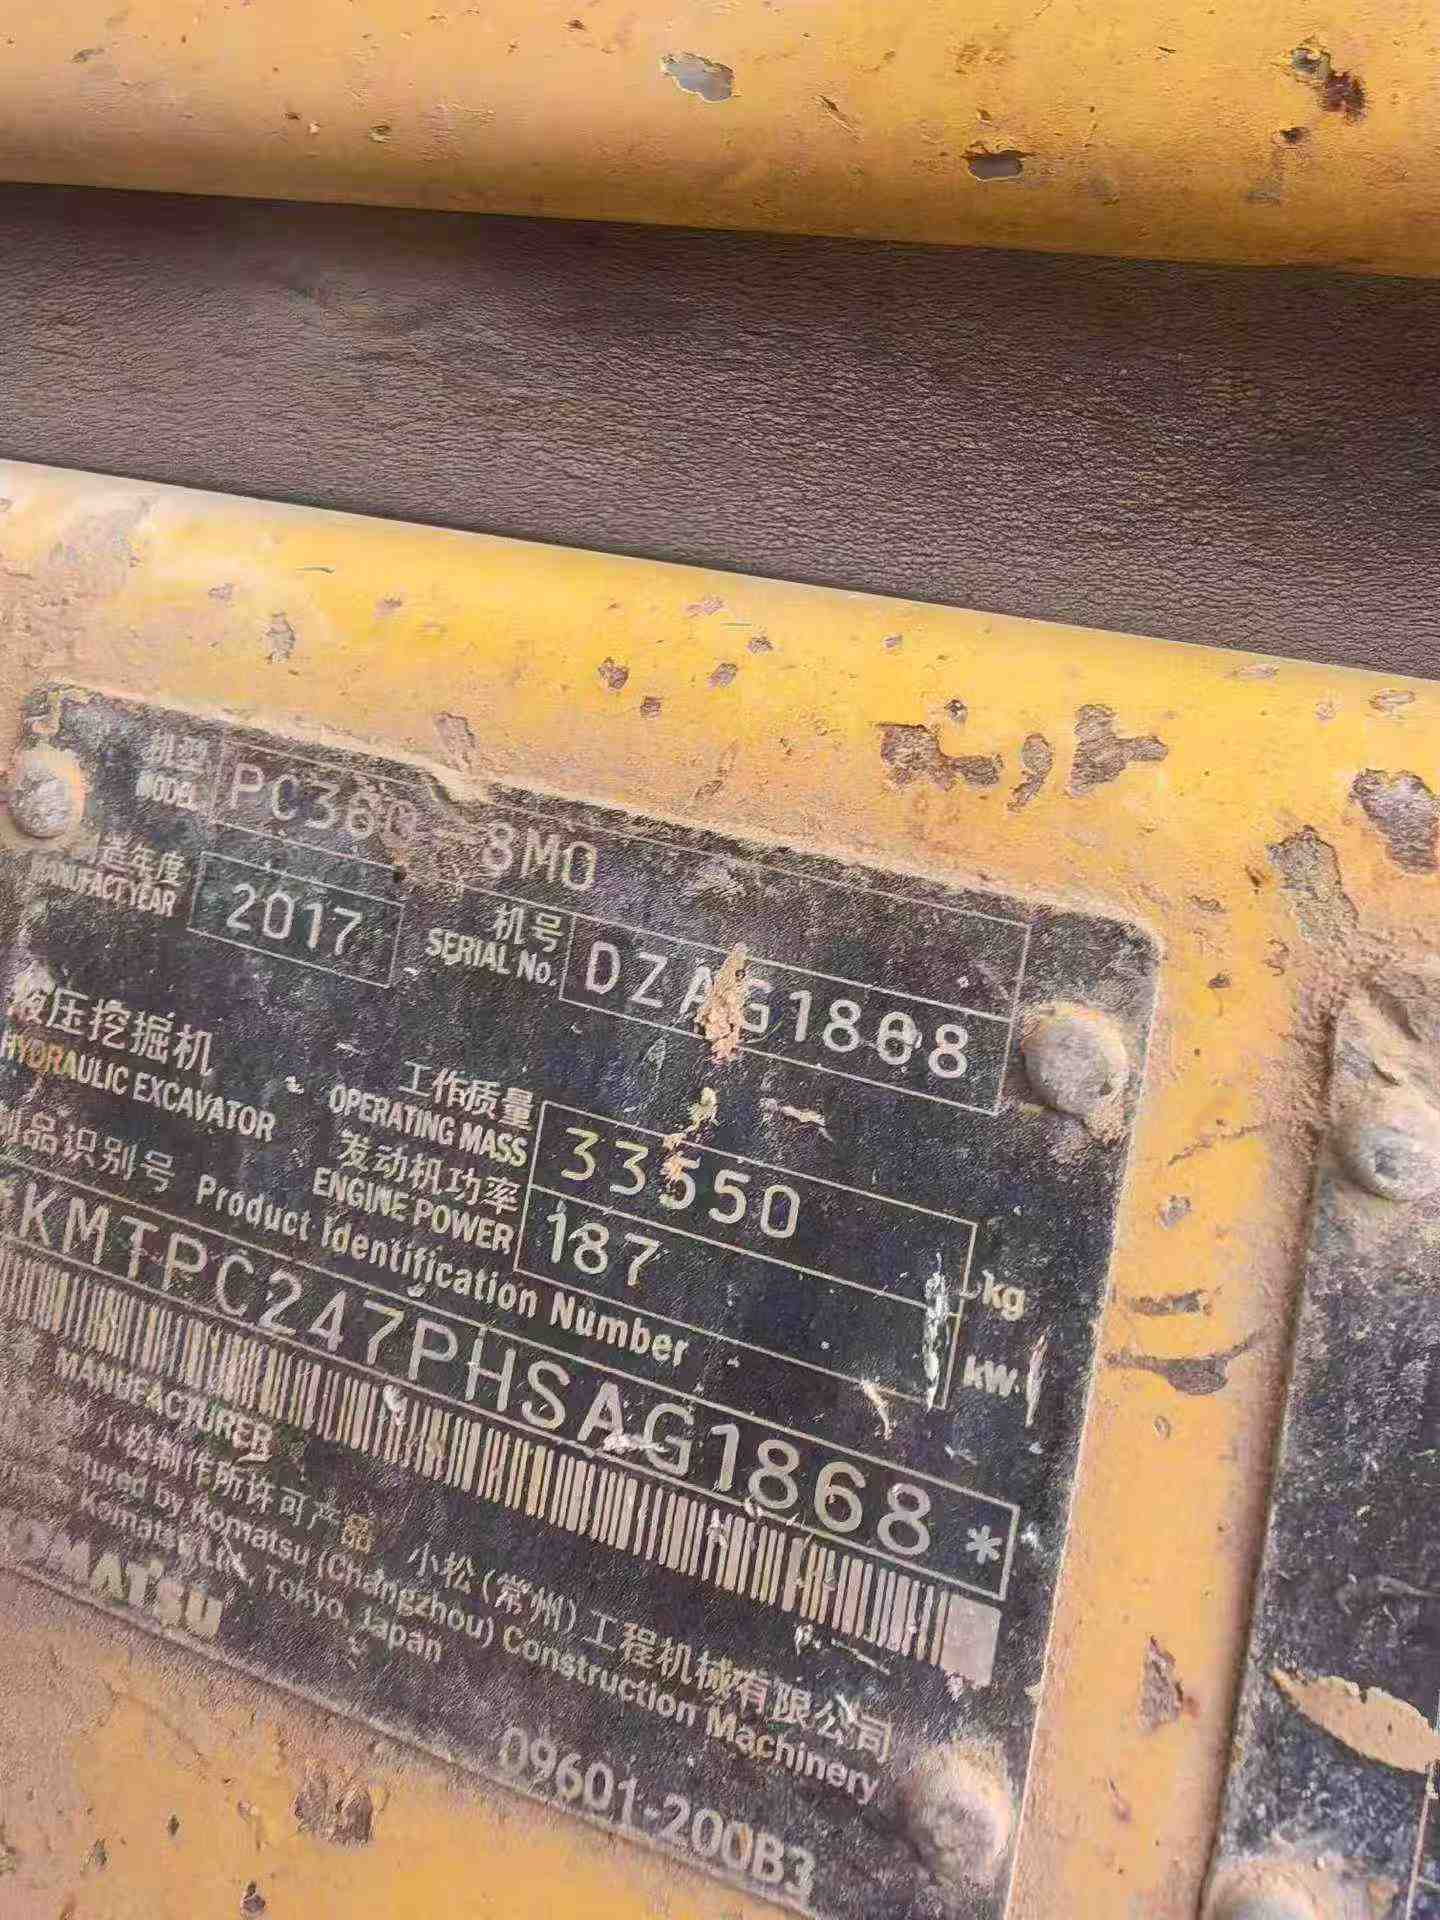 机型 PC360-8M0
MODEL
造年度 2017
MANUFACT.YEAR
机号 DZAG1868
SERIAL No.
液压挖掘机
HYDRAULIC EXCAVATOR
工作质量 33550 kg
OPERATING MASS
发动机功率 187 kW
ENGINE POWER
制品识别号 Product Identification Number
*KMTPC247PHSAG1868*
MANUFACTURER
小松制作所许可产品 小松(常州)工程机械有限公司
by Komatsu (Changzhou) Construction Machinery
Komatsu Ltd, Tokyo, Japan
KOMATSU
09601-200B3